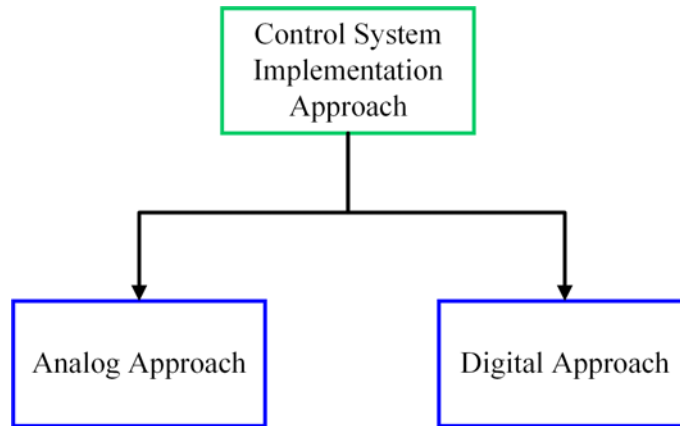 Control System
Implementation
Approach
Analog Approach
Digital Approach